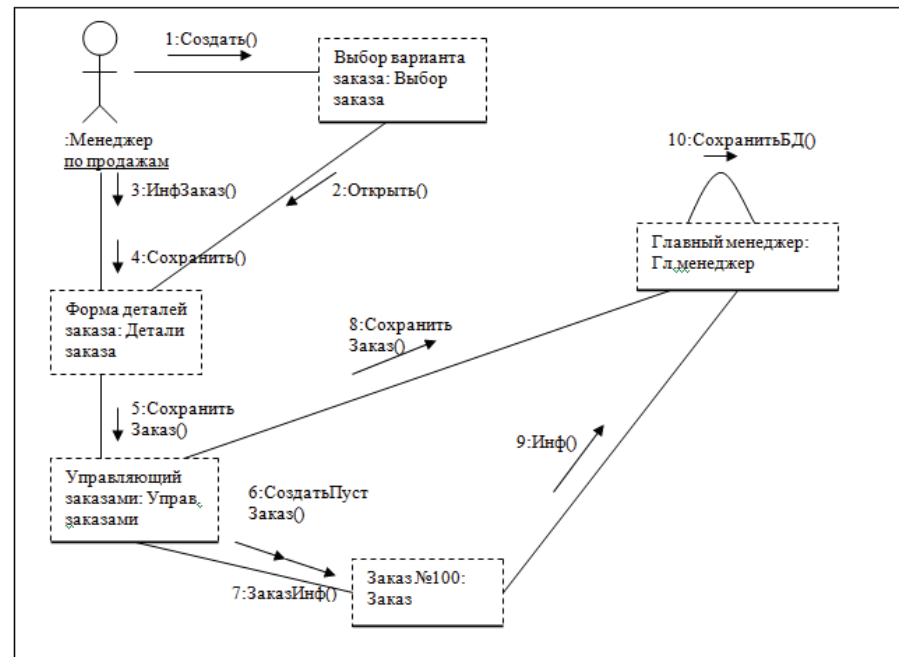 1:Создать()
Выбор варианта
заказа: Выбор
заказа
:Менеджер
по продажам
10:СохранитьБД()
3:ИнфЗаказ()
2:Открыть()
4:Сохранить()
Главный менеджер:
Гл.менеджер
Форма деталей
заказа: Детали
заказа
8:Сохранить
Заказ()
5:Сохранить
Заказ()
9:Инф()
Управляющий
заказами: Управ.
заказами
6:СоздатьПуст
Заказ()
7:ЗаказИнф()
Заказ №100:
Заказ